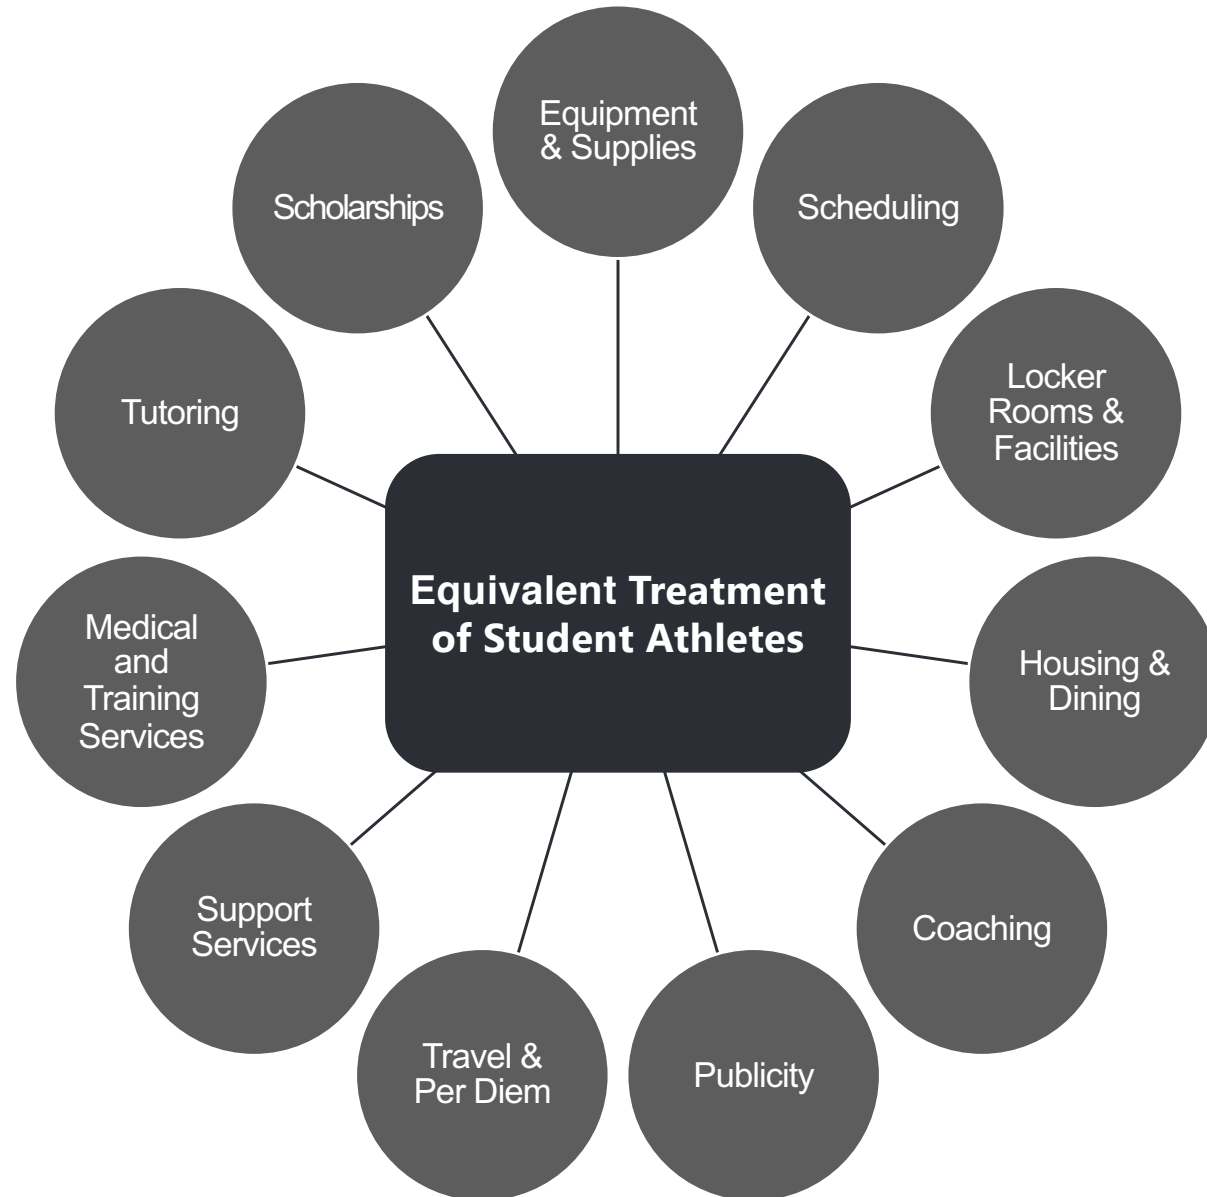 Equipment
& Supplies
Scheduling
Locker
Rooms &
Facilities
Housing &
Dining
Coaching
Publicity
Travel &
Per Diem
Support
Services
Medical
and
Training
Services
Tutoring
Scholarships
Equivalent Treatment
of Student Athletes